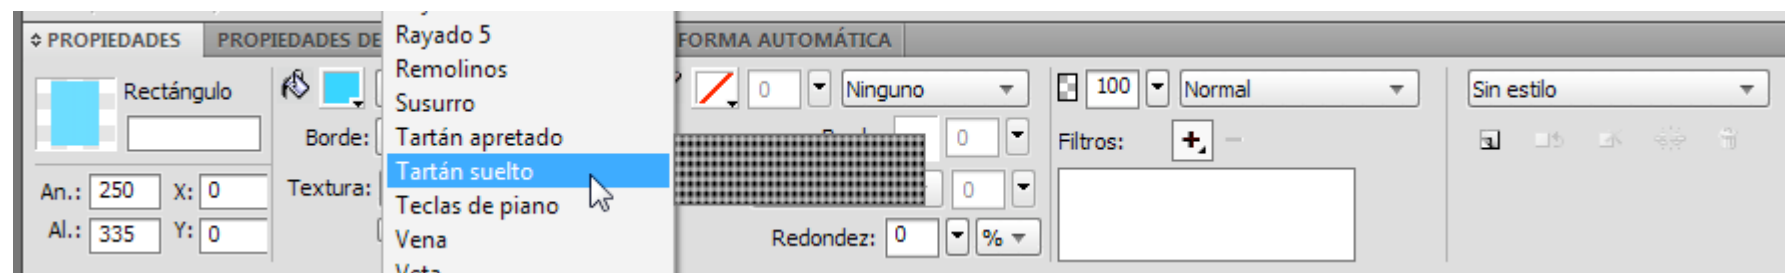 PROPIEDADES PROPIEDADES DE FORMA AUTOMÁTICA
Rayado 5
Remolinos
Susurro
Tartán apretado
Tartán suelto
Teclas de piano
Vena
Rectángulo
0 Ninguno 100 Normal Sin estilo
Borde: 0 Filtros:
An.: 250 X: 0 Textura: 0
Al.: 335 Y: 0 Redondez: 0 %